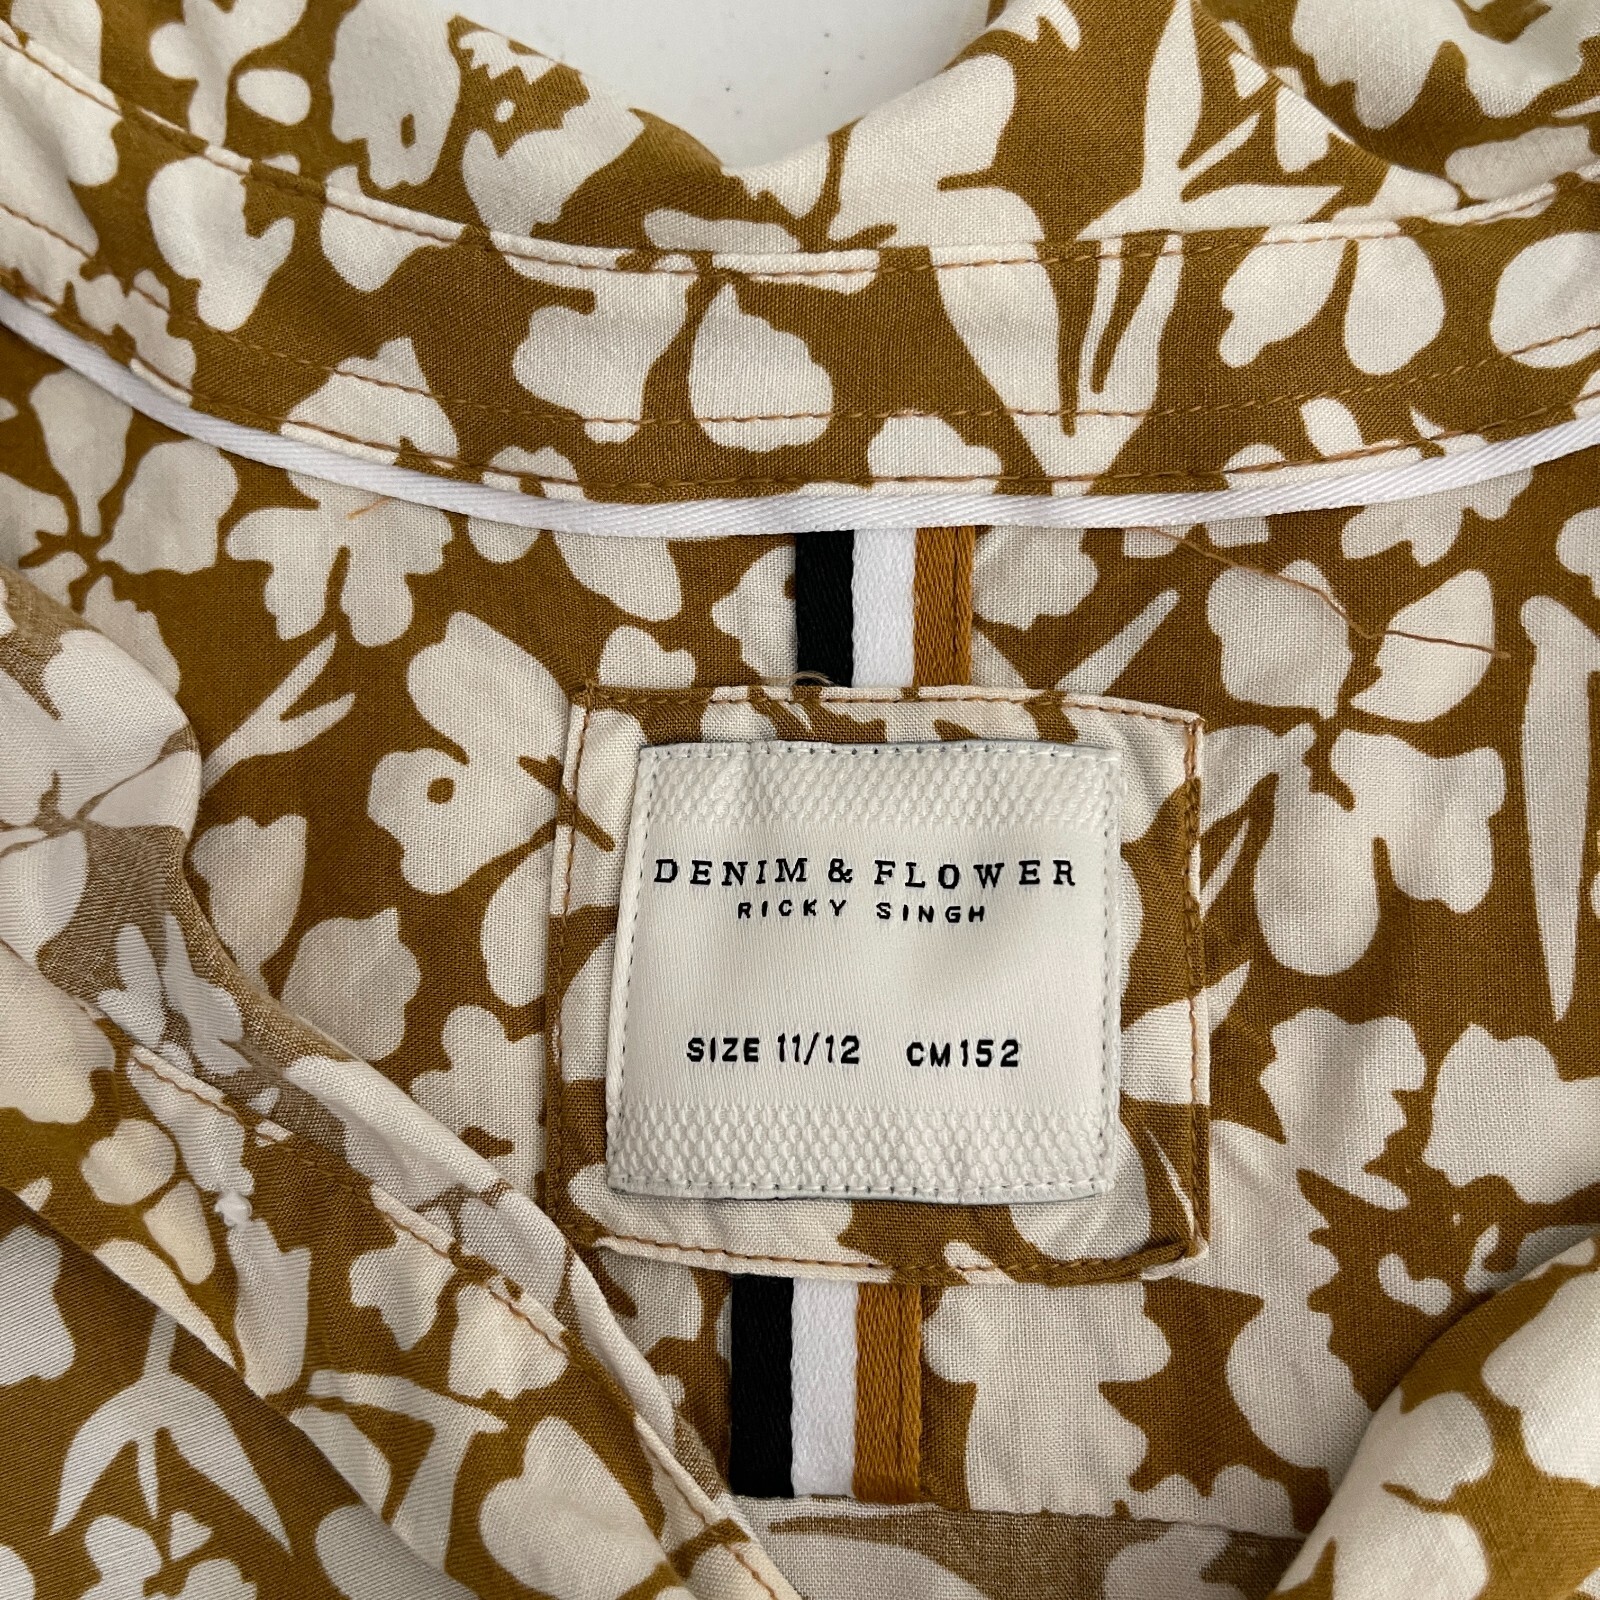 DENIM & FLOWER
RICKY SINGH
SIZE 11/12 CM152